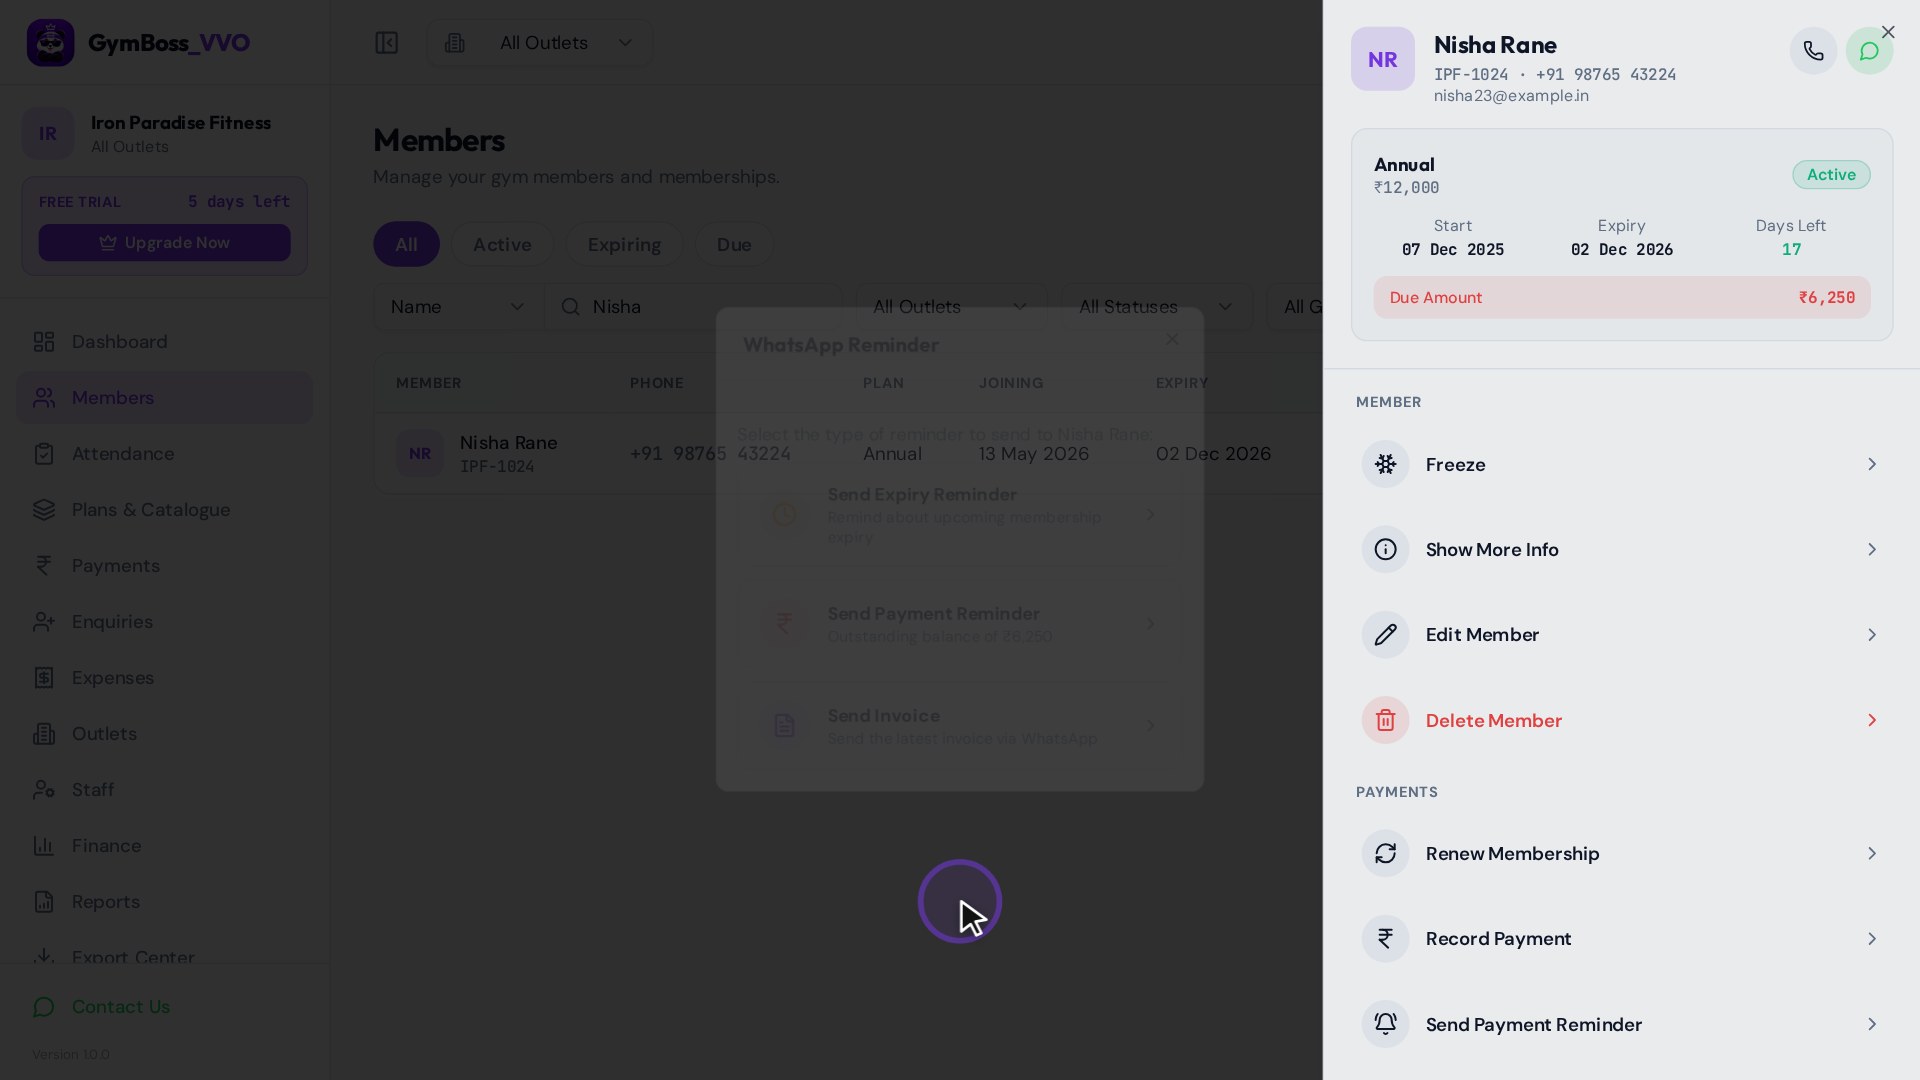 GymBoss_VVO
All Outlets
IR
Iron Paradise Fitness
All Outlets
FREE TRIAL
5 days left
Upgrade Now
Dashboard
Members
Attendance
Plans & Catalogue
Payments
Enquiries
Expenses
Outlets
Staff
Finance
Reports
Export Center
Contact Us
Version 1.0.0
Members
Manage your gym members and memberships.
All
Active
Expiring
Due
Name
Nisha
All Outlets
All Statuses
All G
MEMBER
PHONE
PLAN
JOINING
EXPIRY
NR
Nisha Rane
IPF-1024
+91 98765 43224
Annual
13 May 2026
02 Dec 2026
WhatsApp Reminder
Select the type of reminder to send to Nisha Rane:
Send Expiry Reminder
Remind about upcoming membership
expiry
Send Payment Reminder
Outstanding balance of ₹6,250
Send Invoice
Send the latest invoice via WhatsApp
NR
Nisha Rane
IPF-1024 · +91 98765 43224
nisha23@example.in
Annual
₹12,000
Active
Start
Expiry
Days Left
07 Dec 2025
02 Dec 2026
17
Due Amount
₹6,250
MEMBER
Freeze
Show More Info
Edit Member
Delete Member
PAYMENTS
Renew Membership
Record Payment
Send Payment Reminder